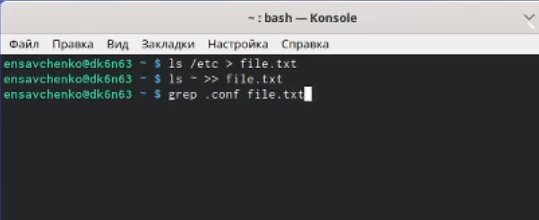 ~ : bash — Konsole
Файл Правка Вид Закладки Настройка Справка
ensavchenko@dk6n63 ~ $ ls /etc > file.txt
ensavchenko@dk6n63 ~ $ ls ~ >> file.txt
ensavchenko@dk6n63 ~ $ grep .conf file.txt